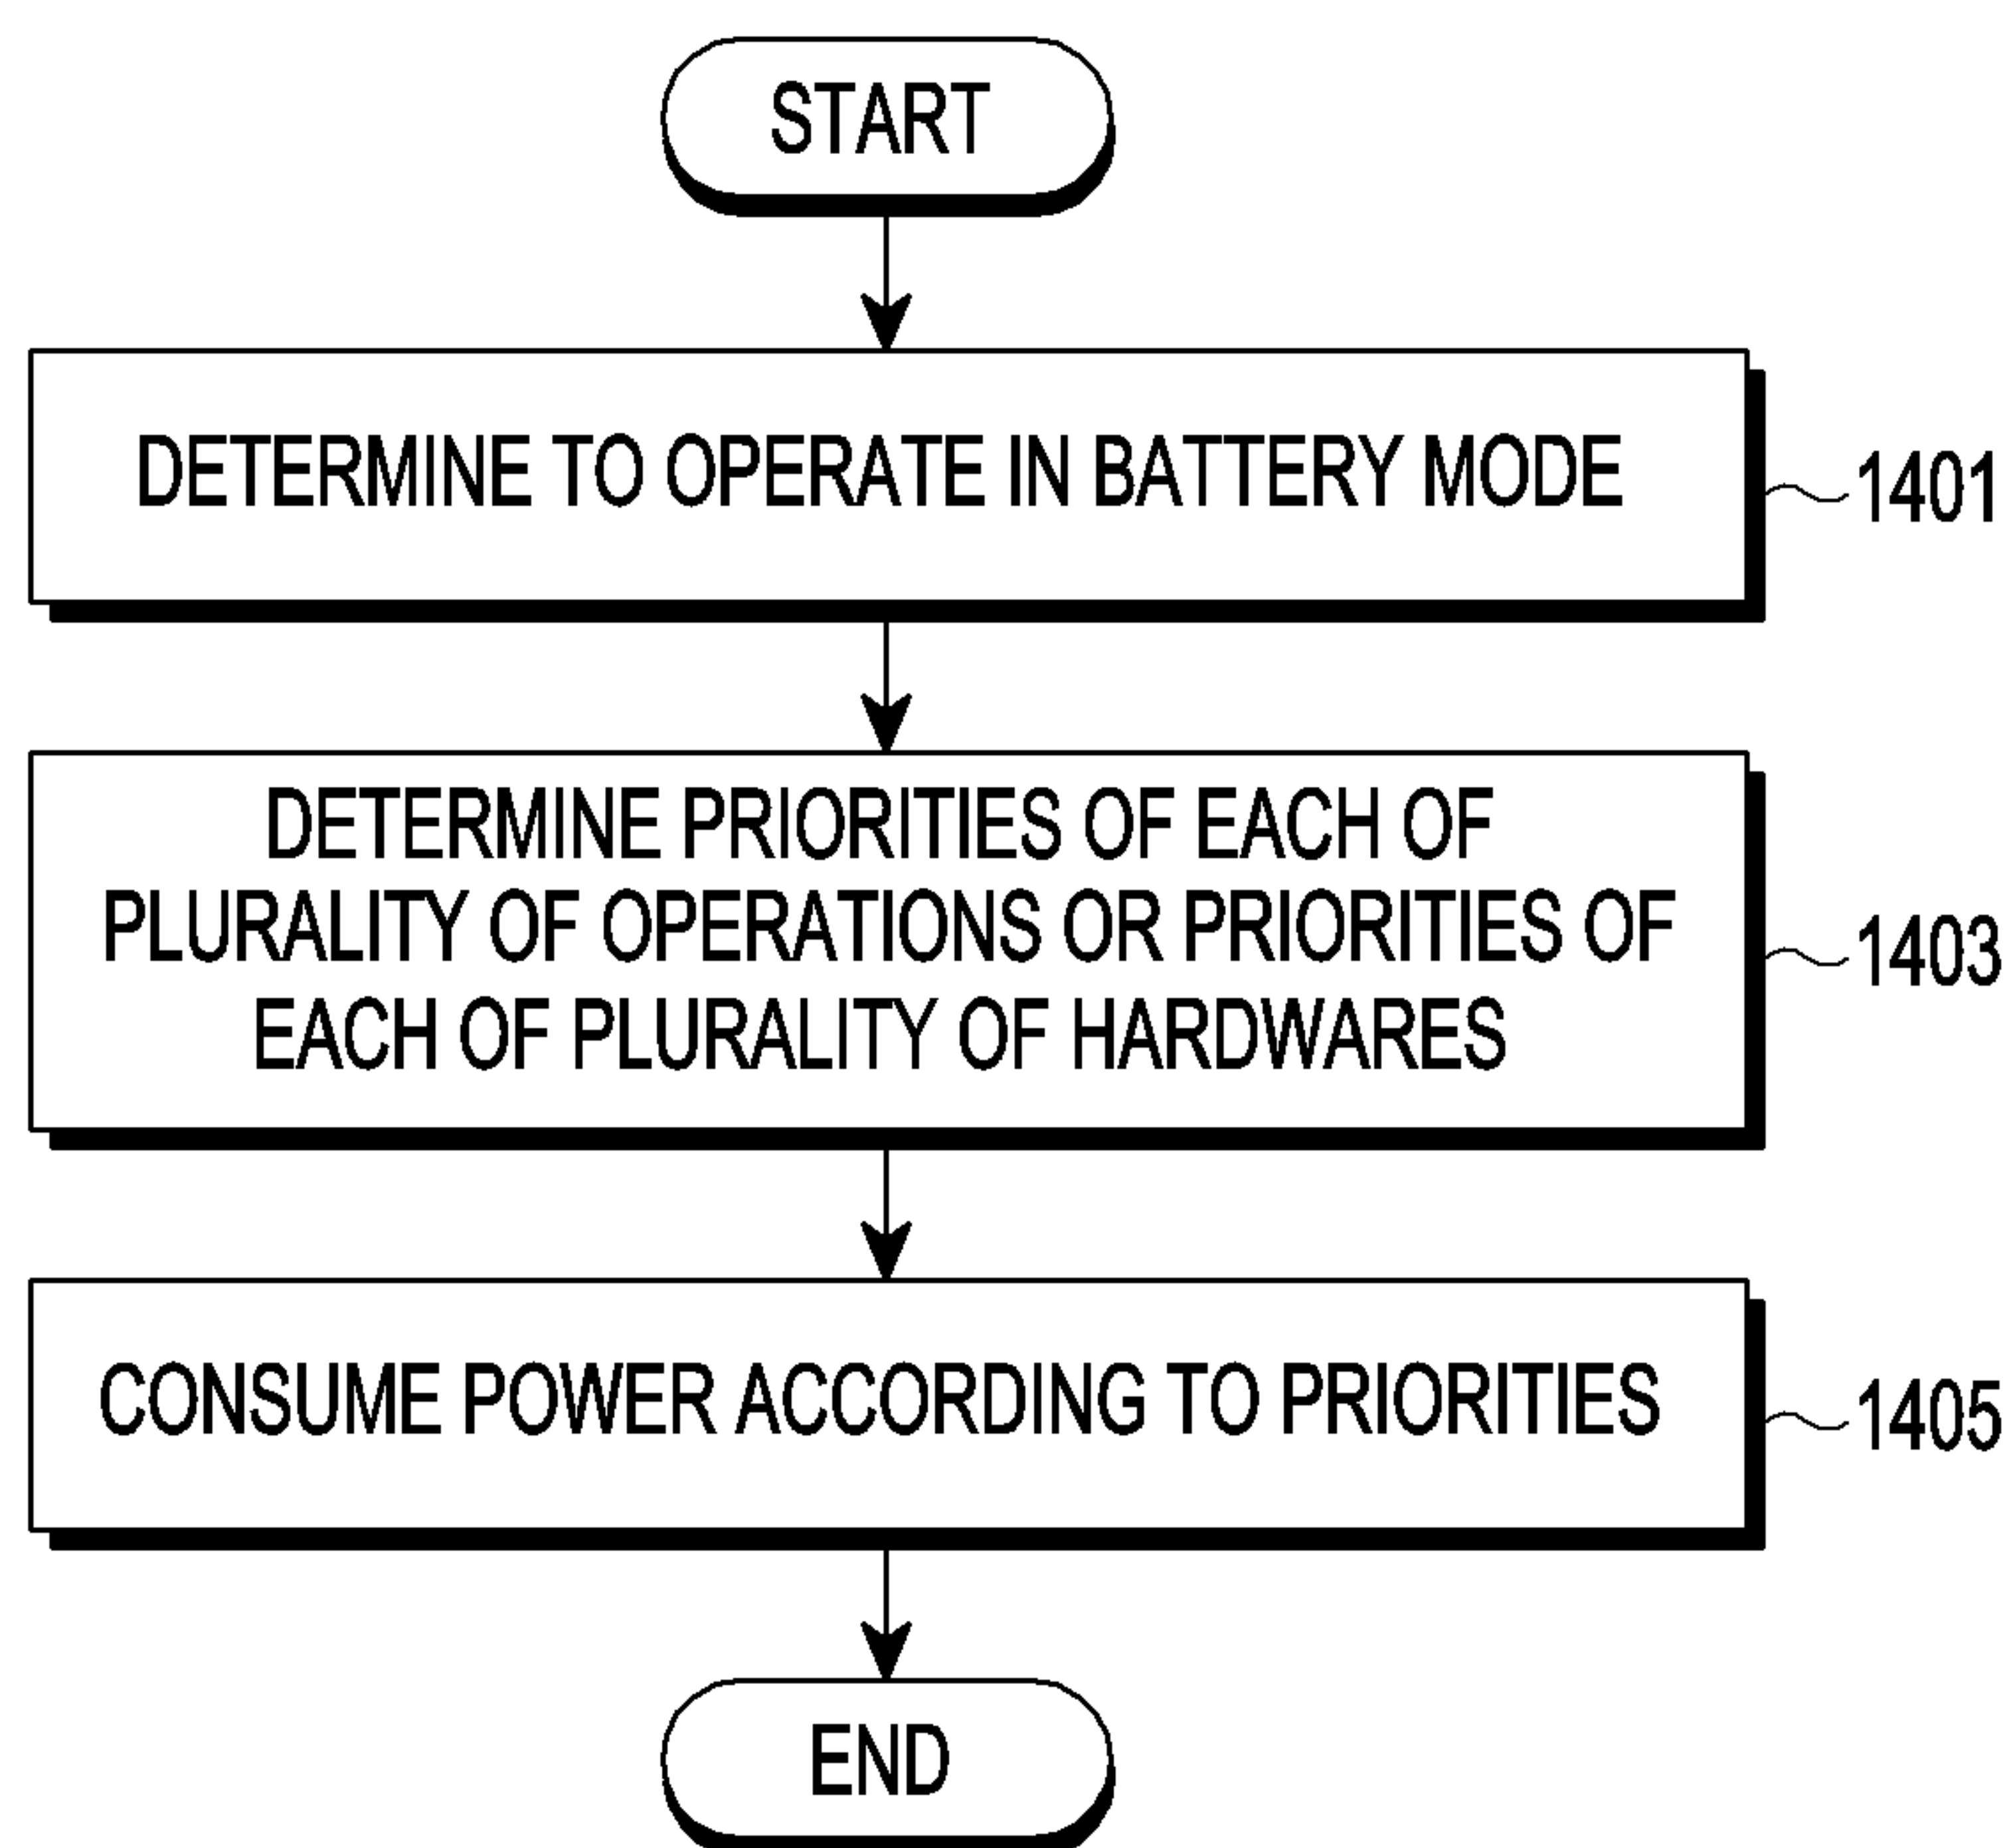 START
DETERMINE TO OPERATE IN BATTERY MODE
1401
DETERMINE PRIORITIES OF EACH OF
PLURALITY OF OPERATIONS OR PRIORITIES OF
EACH OF PLURALITY OF HARDWARES
1403
CONSUME POWER ACCORDING TO PRIORITIES
1405
END